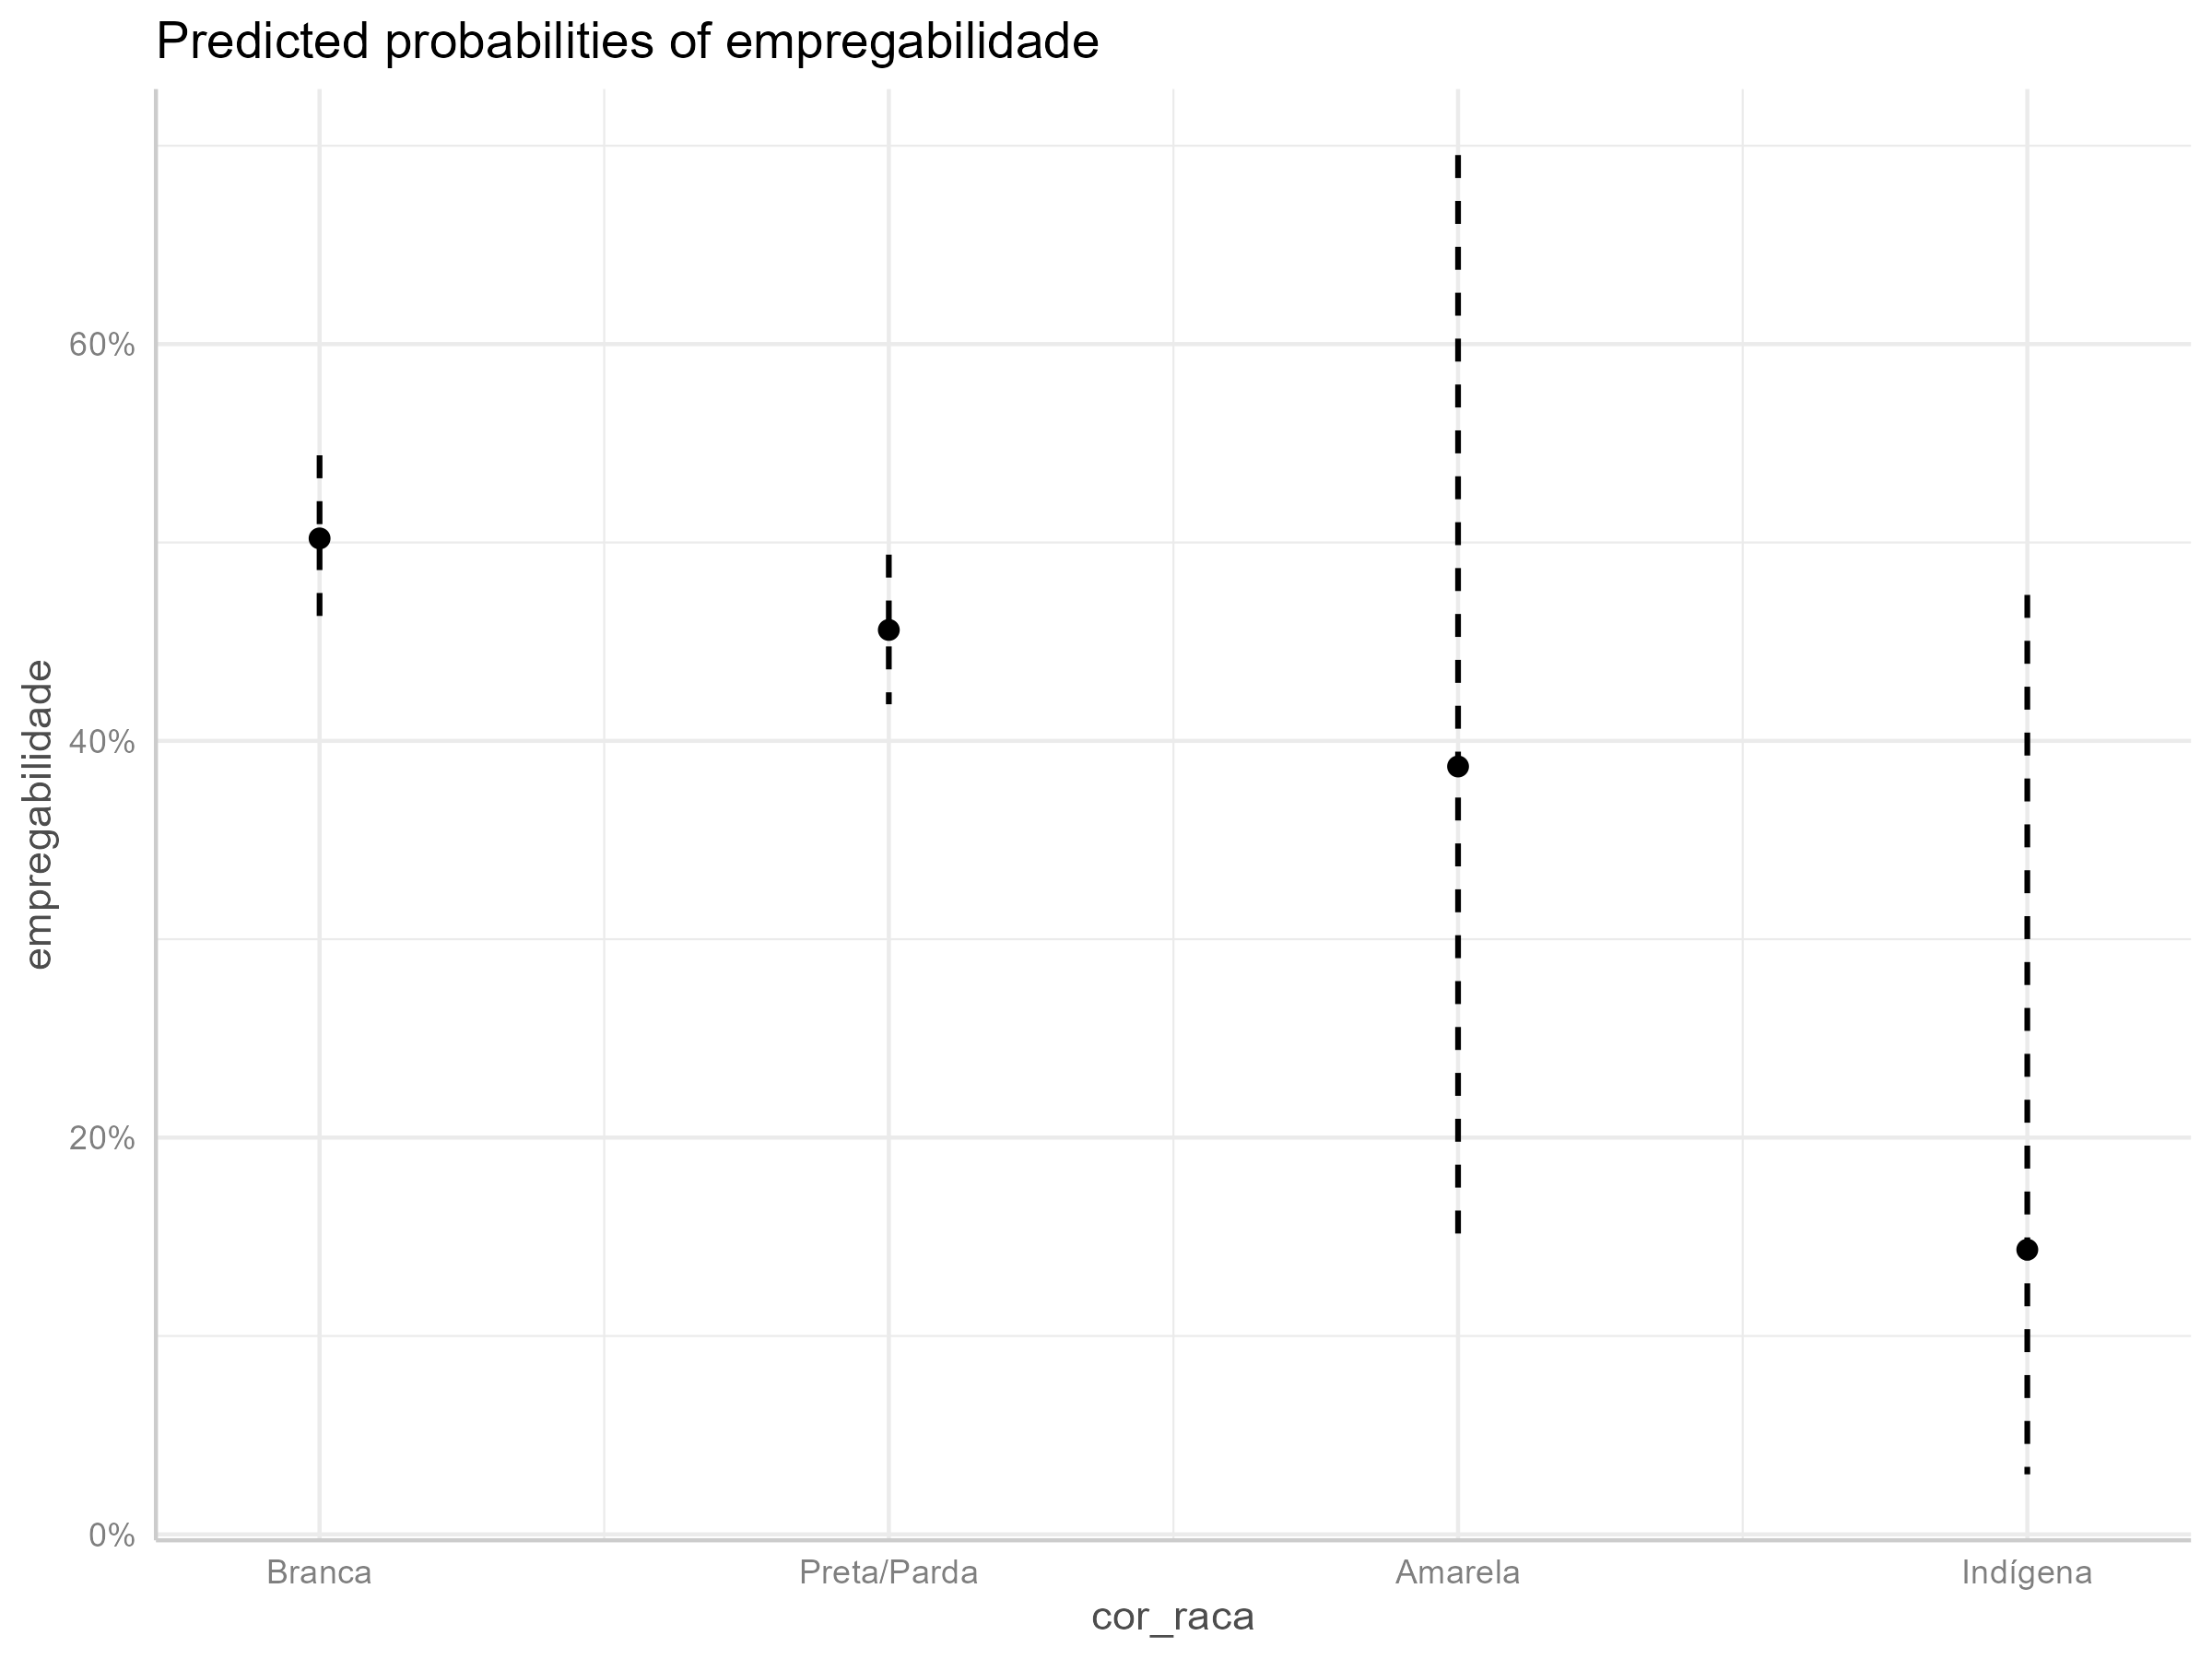 Predicted probabilities of empregabilidade
empregabilidade
60%
40%
20%
0%
Branca
Preta/Parda
Amarela
Indígena
cor_raca